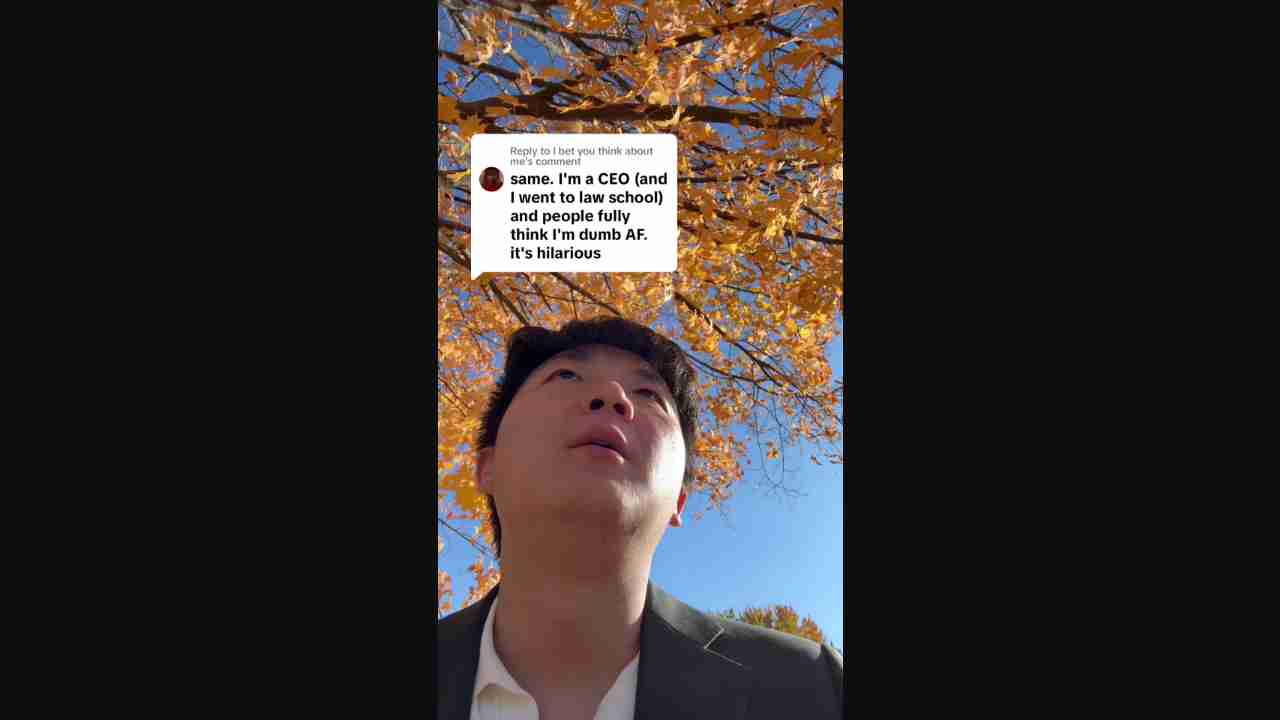 Reply to I bet you think about
me's comment
same. I'm a CEO (and
I went to law school)
and people fully
think I'm dumb AF.
it's hilarious